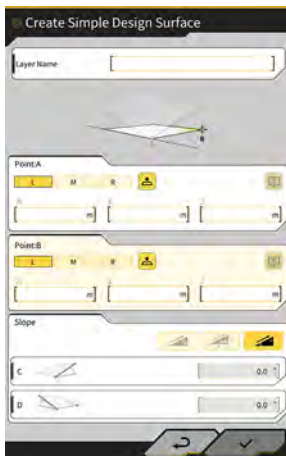 Create Simple Design Surface
Layer Name [ ]
Point:A
L M R
[ m] [ m] [ m]
Point:B
L M R
[ m] [ m] [ m]
Slope
C [ 0.0 ]
D [ 0.0 ]